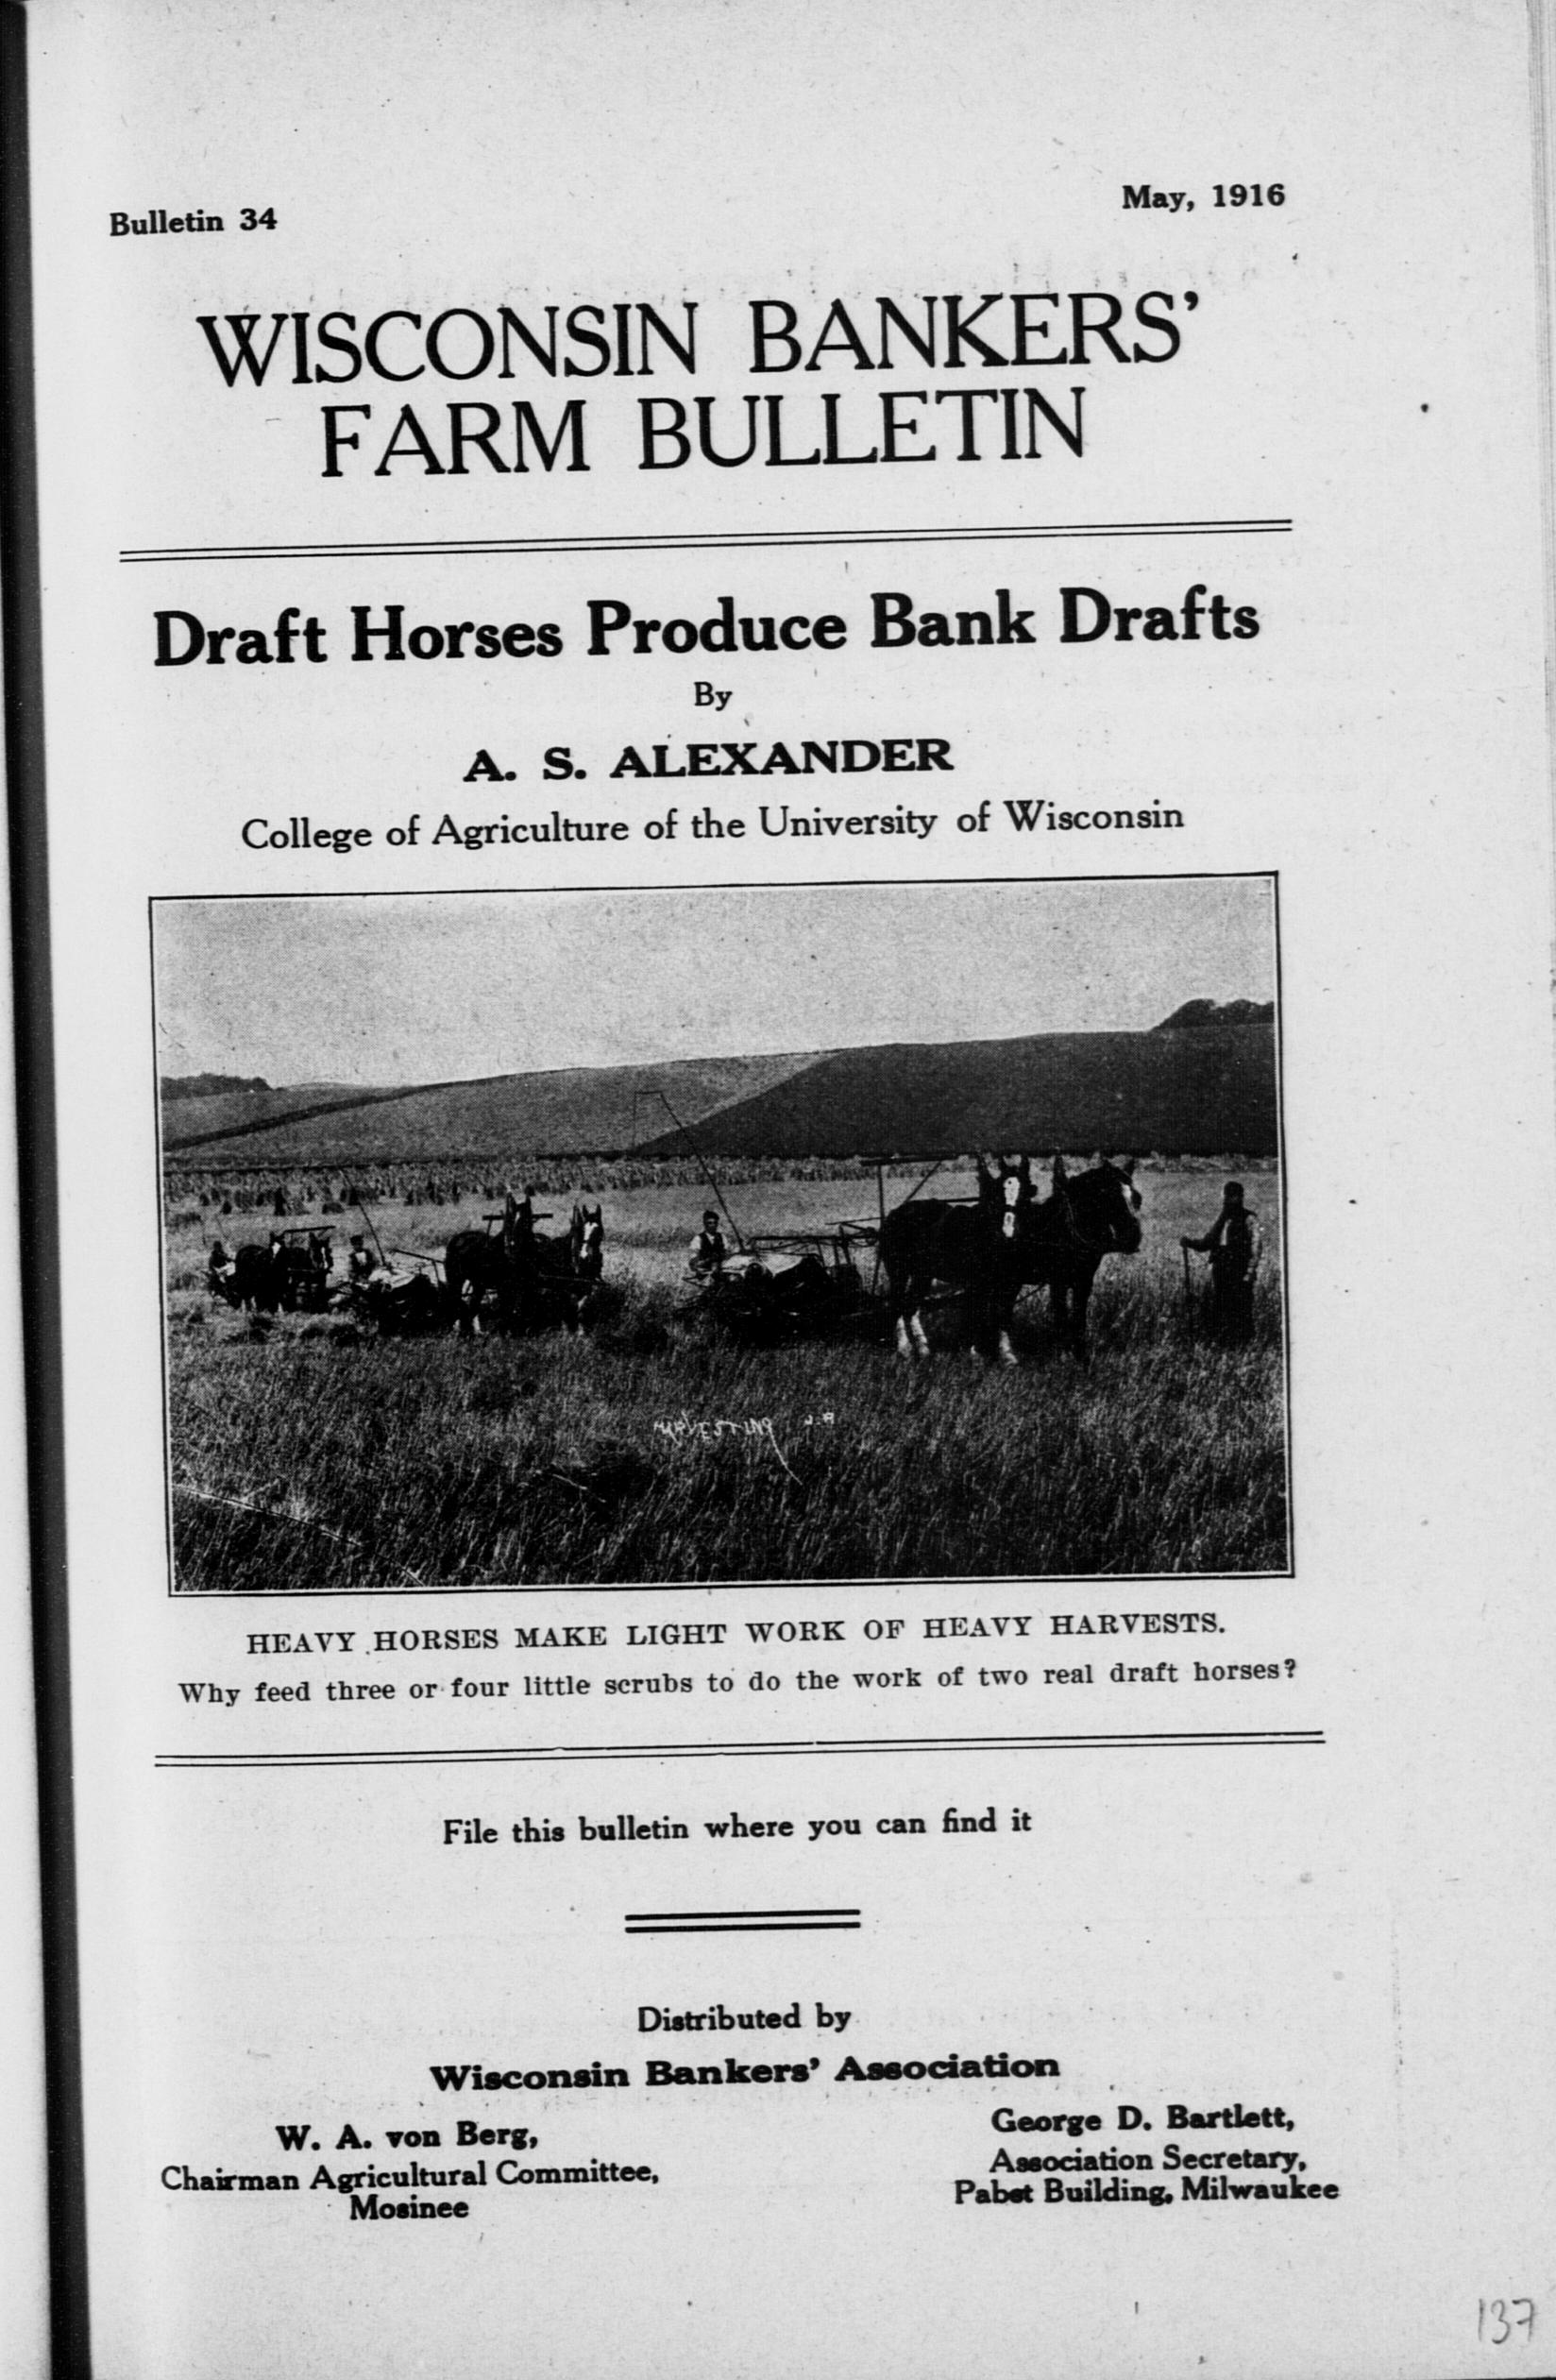 Bulletin 34
May, 1916
WISCONSIN BANKERS'
FARM BULLETIN
Draft Horses Produce Bank Drafts
By
A. S. ALEXANDER
College of Agriculture of the University of Wisconsin
HARVESTING J.A
HEAVY HORSES MAKE LIGHT WORK OF HEAVY HARVESTS.
Why feed three or four little scrubs to do the work of two real draft horses?
File this bulletin where you can find it
Distributed by
Wisconsin Bankers' Association
W. A. von Berg,
Chairman Agricultural Committee,
Mosinee
George D. Bartlett,
Association Secretary,
Pabst Building, Milwaukee
137